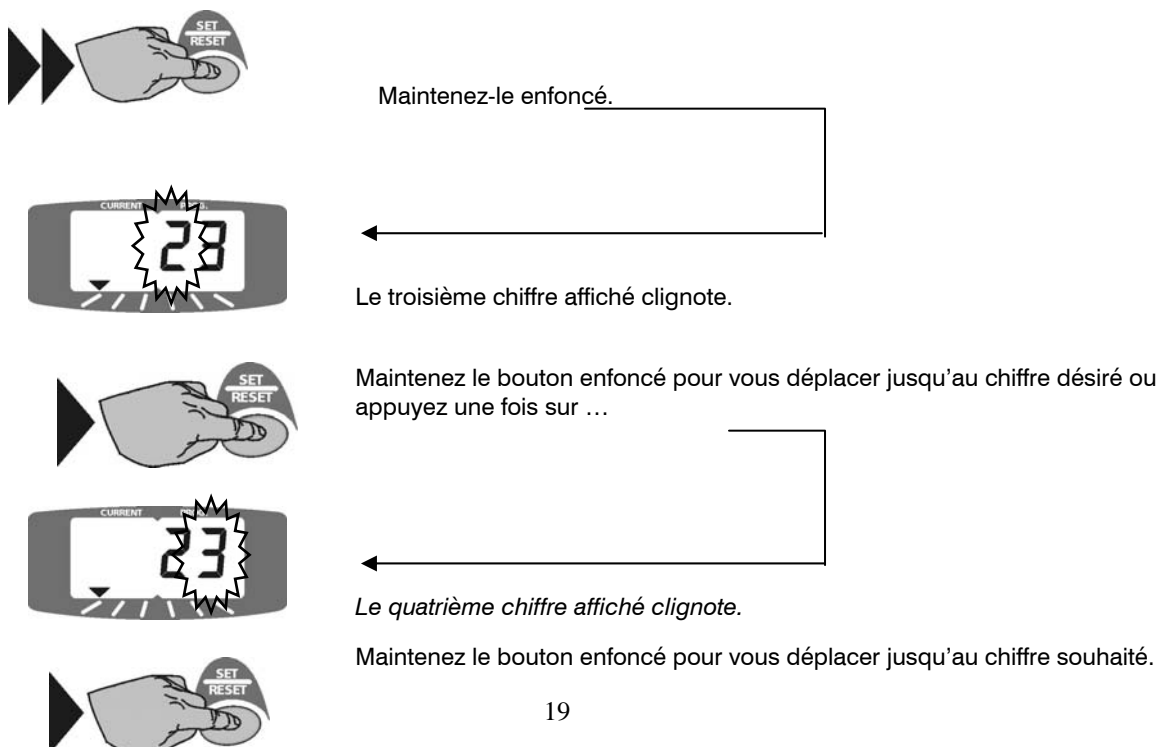 SET
RESET
Maintenez-le enfoncé.
CURRENT
23
Le troisième chiffre affiché clignote.
SET
RESET
Maintenez le bouton enfoncé pour vous déplacer jusqu'au chiffre désiré ou
appuyez une fois sur …
CURRENT
23
Le quatrième chiffre affiché clignote.
Maintenez le bouton enfoncé pour vous déplacer jusqu'au chiffre souhaité.
SET
RESET
19